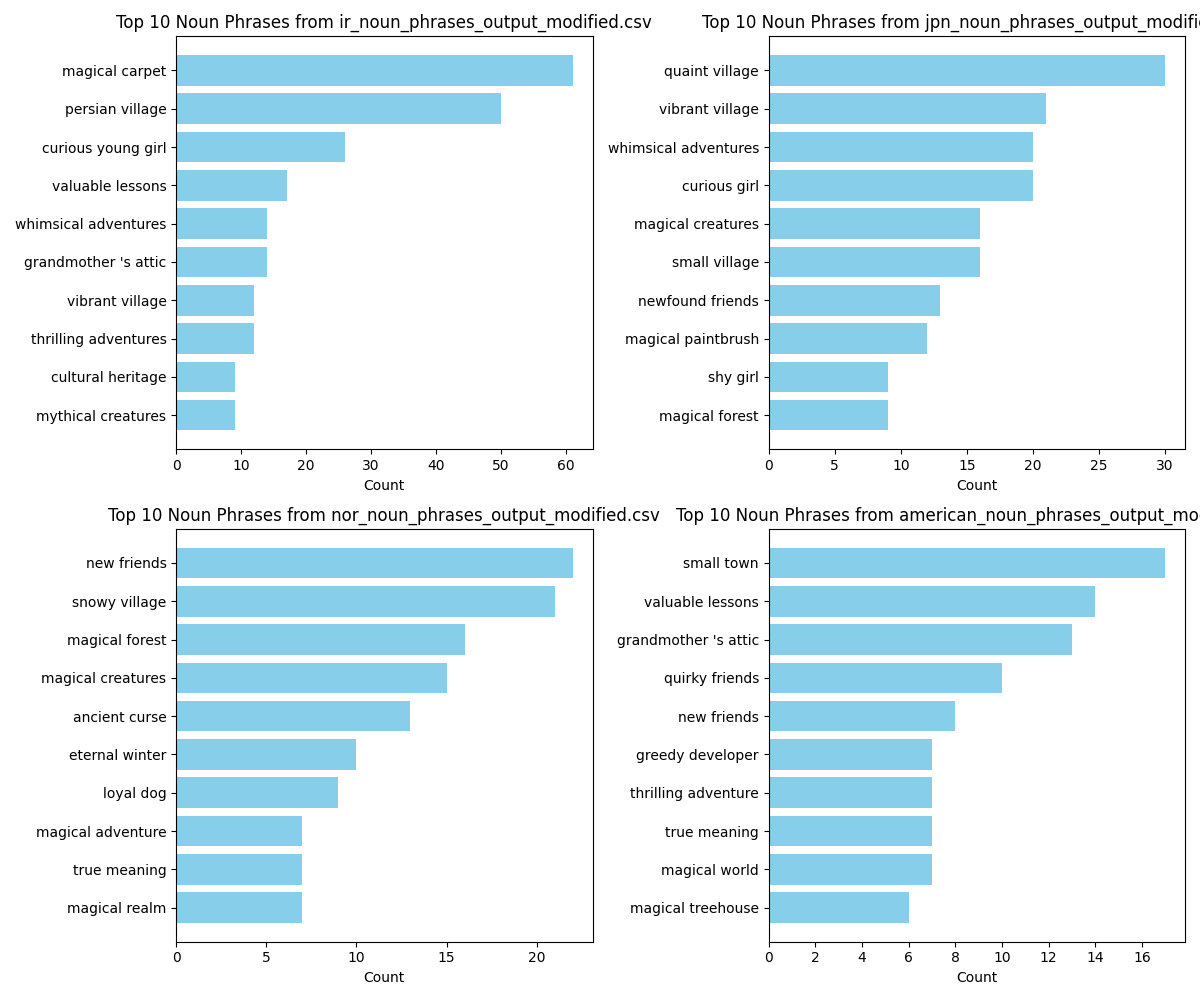 Top 10 Noun Phrases from ir_noun_phrases_output_modified.csv
magical carpet
persian village
curious young girl
valuable lessons
whimsical adventures
grandmother 's attic
vibrant village
thrilling adventures
cultural heritage
mythical creatures
0 10 20 30 40 50 60
Count
Top 10 Noun Phrases from jpn_noun_phrases_output_modifie
quaint village
vibrant village
whimsical adventures
curious girl
magical creatures
small village
newfound friends
magical paintbrush
shy girl
magical forest
0 5 10 15 20 25 30
Count
Top 10 Noun Phrases from nor_noun_phrases_output_modified.csv
new friends
snowy village
magical forest
magical creatures
ancient curse
eternal winter
loyal dog
magical adventure
true meaning
magical realm
0 5 10 15 20
Count
Top 10 Noun Phrases from american_noun_phrases_output_mo
small town
valuable lessons
grandmother 's attic
quirky friends
new friends
greedy developer
thrilling adventure
true meaning
magical world
magical treehouse
0 2 4 6 8 10 12 14 16
Count